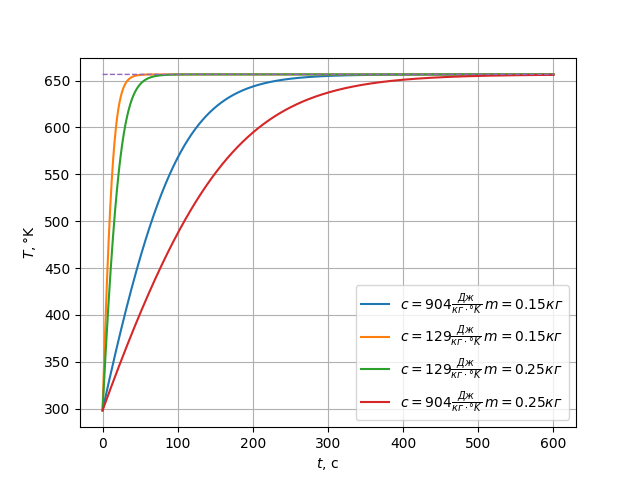 650
600
550
500
450
400
350
300
T, °K
c = 904 Дж/кг·°K m = 0.15кг
c = 129 Дж/кг·°K m = 0.15кг
c = 129 Дж/кг·°K m = 0.25кг
c = 904 Дж/кг·°K m = 0.25кг
0 100 200 300 400 500 600
t, с